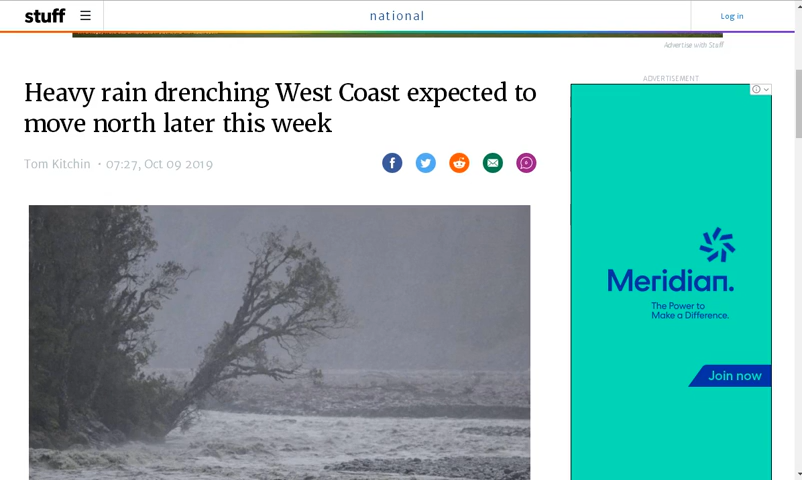 stuff
national
Log in
Advertise with Stuff
Heavy rain drenching West Coast expected to
move north later this week
Tom Kitchin • 07:27, Oct 09 2019
ADVERTISEMENT
Meridian.
The Power to
Make a Difference.
Join now